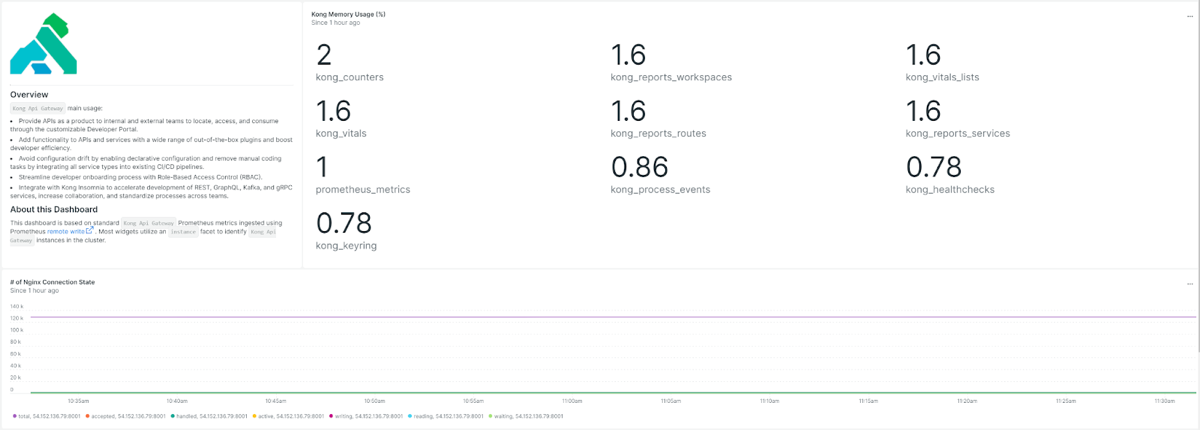 Overview
Kong Api Gateway main usage:
• Provide APIs as a product to internal and external teams to locate, access, and consume
through the customizable Developer Portal.
• Add functionality to APIs and services with a wide range of out-of-the-box plugins and boost
developer efficiency.
• Avoid configuration drift by enabling declarative configuration and remove manual coding
tasks by integrating all service types into existing CI/CD pipelines.
• Streamline developer onboarding process with Role-Based Access Control (RBAC).
• Integrate with Kong Insomnia to accelerate development of REST, GraphQL, Kafka, and gRPC
services, increase collaboration, and standardize processes across teams.
About this Dashboard
This dashboard is based on standard Kong Api Gateway Prometheus metrics ingested using
Prometheus remote write. Most widgets utilize an instance facet to identify Kong Api
Gateway instances in the cluster.
Kong Memory Usage (%)
Since 1 hour ago
2 1.6 1.6
kong_counters kong_reports_workspaces kong_vitals_lists
1.6 1.6 1.6
kong_vitals kong_reports_routes kong_reports_services
1 0.86 0.78
prometheus_metrics kong_process_events kong_healthchecks
0.78
kong_keyring
# of Nginx Connection State
Since 1 hour ago
140 k
120 k
100 k
80 k
60 k
40 k
20 k
0
10:35am 10:40am 10:45am 10:50am 10:55am 11:00am 11:05am 11:10am 11:15am 11:20am 11:25am 11:30am
total, 54.152.136.79:8001 accepted, 54.152.136.79:8001 handled, 54.152.136.79:8001 active, 54.152.136.79:8001 writing, 54.152.136.79:8001 reading, 54.152.136.79:8001 waiting, 54.152.136.79:8001